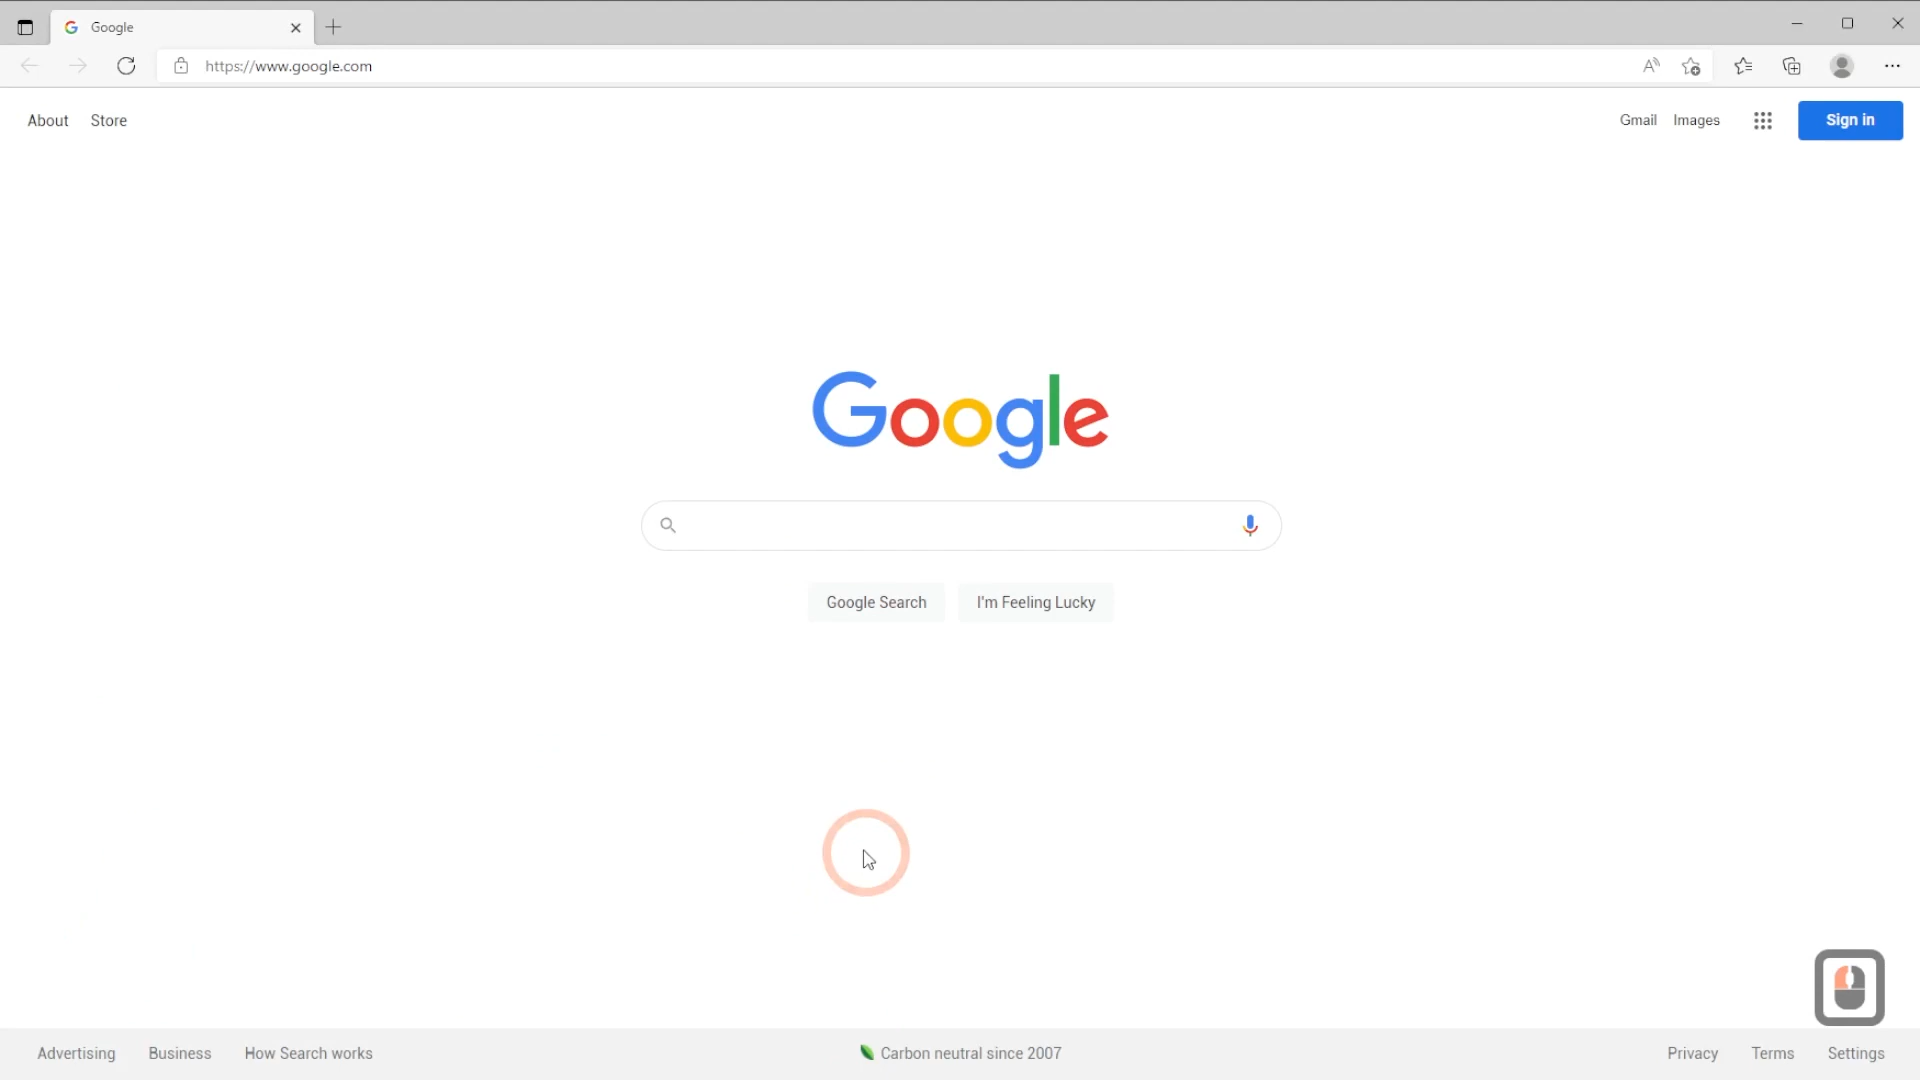 Google
https://www.google.com
About Store
Gmail Images Sign in
Google
Google Search I'm Feeling Lucky
Advertising Business How Search works
Carbon neutral since 2007
Privacy Terms Settings